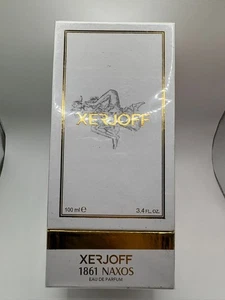 XERJOFF
100 ml ℮ 3.4 fl. oz.
XERJOFF
1861 NAXOS
EAU DE PARFUM